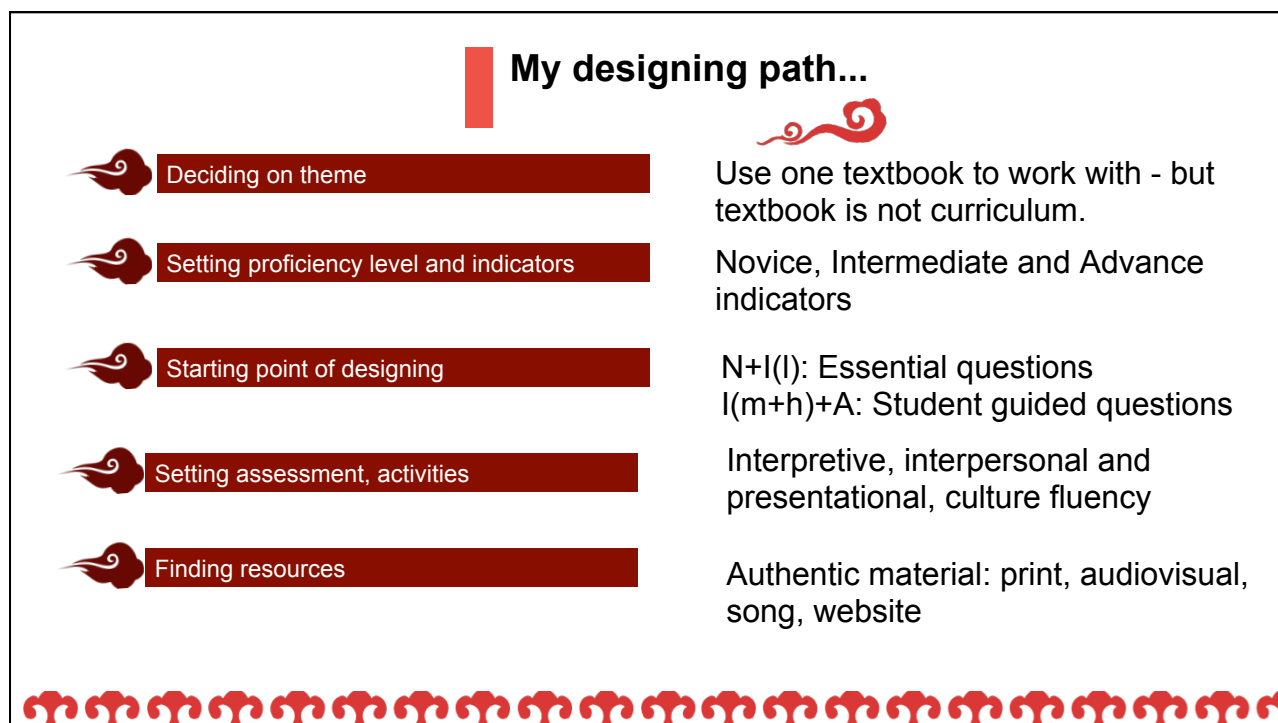 My designing path...
Deciding on theme
Use one textbook to work with - but
textbook is not curriculum.
Setting proficiency level and indicators
Novice, Intermediate and Advance
indicators
Starting point of designing
N+I(l): Essential questions
I(m+h)+A: Student guided questions
Setting assessment, activities
Interpretive, interpersonal and
presentational, culture fluency
Finding resources
Authentic material: print, audiovisual,
song, website